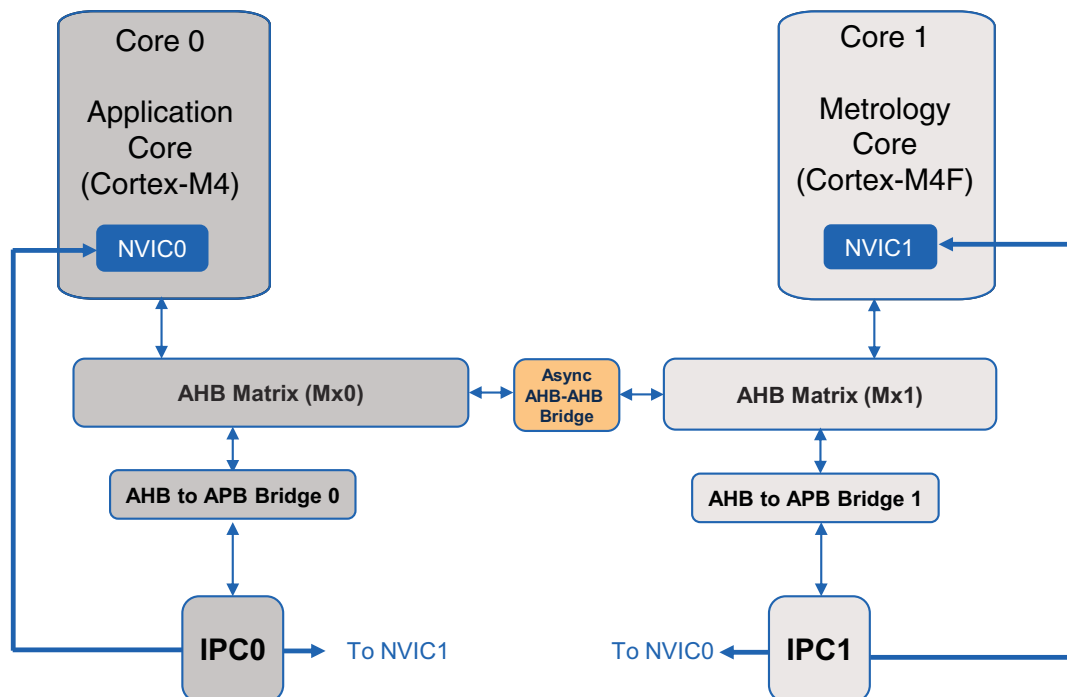 Core 0
Application
Core
(Cortex-M4)
NVIC0
Core 1
Metrology
Core
(Cortex-M4F)
NVIC1
AHB Matrix (Mx0)
Async
AHB-AHB
Bridge
AHB Matrix (Mx1)
AHB to APB Bridge 0
AHB to APB Bridge 1
IPC0
To NVIC1
To NVIC0
IPC1